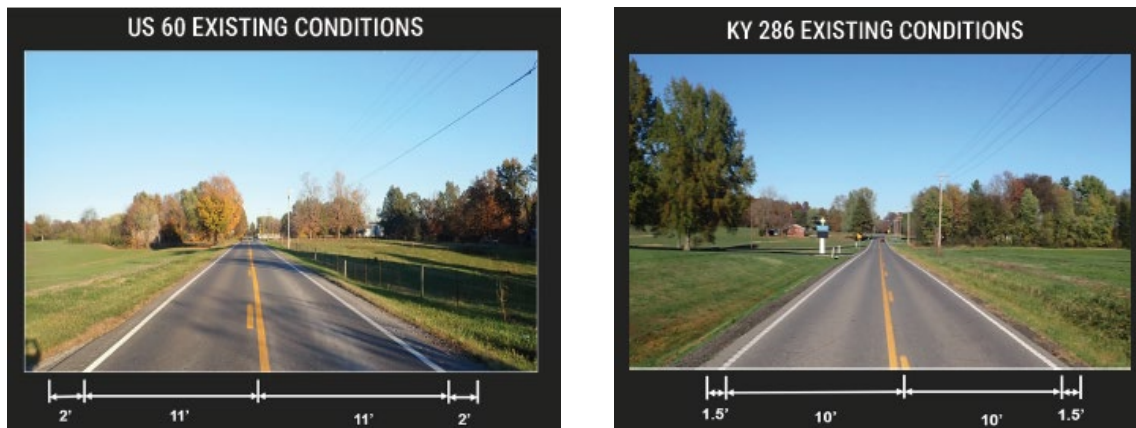 US 60 EXISTING CONDITIONS
2' 11' 11' 2'
KY 286 EXISTING CONDITIONS
1.5' 10' 10' 1.5'